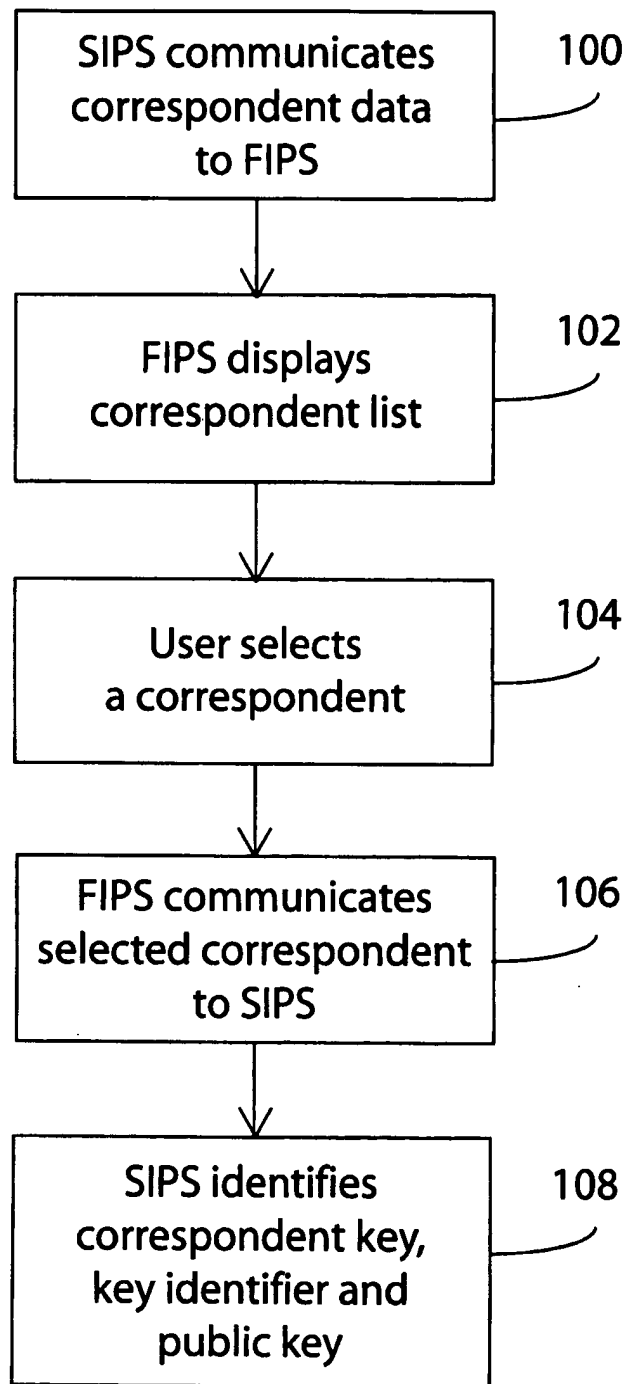 SIPS communicates
correspondent data
to FIPS
100
FIPS displays
correspondent list
102
User selects
a correspondent
104
FIPS communicates
selected correspondent
to SIPS
106
SIPS identifies
correspondent key,
key identifier and
public key
108